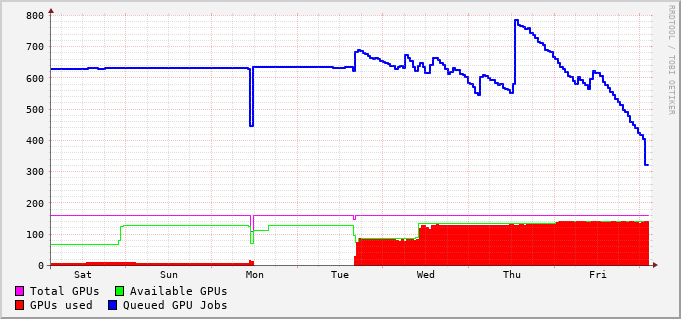 800
700
600
500
400
300
200
100
0
Sat Sun Mon Tue Wed Thu Fri
Total GPUs Available GPUs
GPUs used Queued GPU Jobs
RRDTOOL / TOBI OETIKER